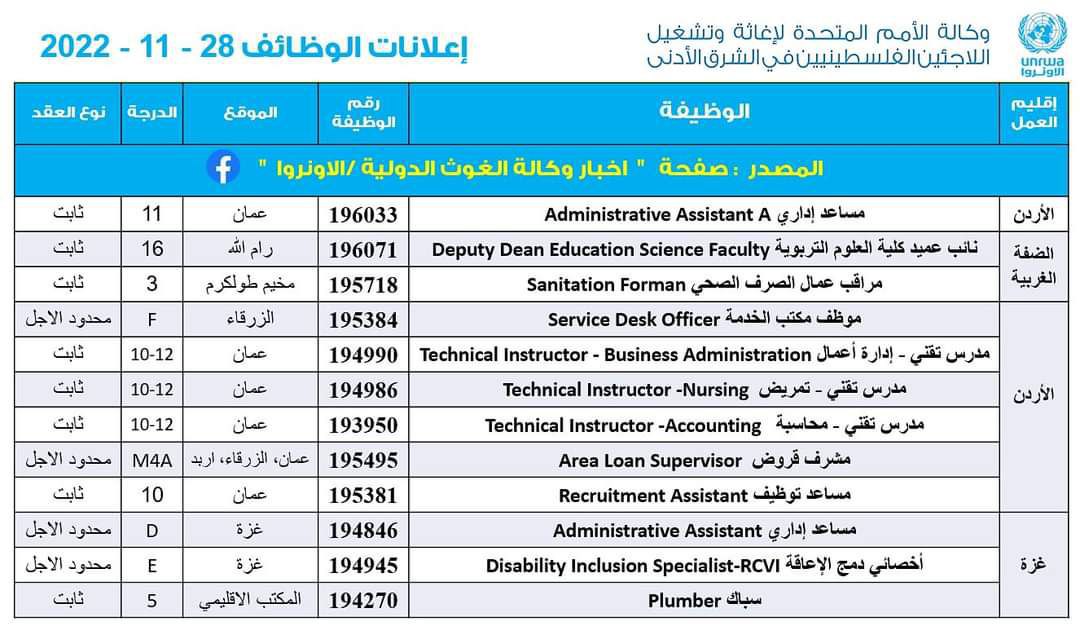 وكالة الأمم المتحدة لإغاثة وتشغيل
اللاجئين الفلسطينيين في الشرق الأدنى
unrwa
الأونروا
إعلانات الوظائف 28 - 11 - 2022
إقليم العمل | الوظيفة | رقم الوظيفة | الموقع | الدرجة | نوع العقد
المصدر : صفحة " اخبار وكالة الغوث الدولية /الاونروا "
الأردن | مساعد إداري Administrative Assistant A | 196033 | عمان | 11 | ثابت
الضفة الغربية | نائب عميد كلية العلوم التربوية Deputy Dean Education Science Faculty | 196071 | رام الله | 16 | ثابت
مراقب عمال الصرف الصحي Sanitation Forman | 195718 | مخيم طولكرم | 3 | ثابت
الأردن | موظف مكتب الخدمة Service Desk Officer | 195384 | الزرقاء | F | محدود الاجل
مدرس تقني - إدارة أعمال Technical Instructor - Business Administration | 194990 | عمان | 10-12 | ثابت
مدرس تقني - تمريض Technical Instructor -Nursing | 194986 | عمان | 10-12 | ثابت
مدرس تقني - محاسبة Technical Instructor -Accounting | 193950 | عمان | 10-12 | ثابت
مشرف قروض Area Loan Supervisor | 195495 | عمان، الزرقاء، اربد | M4A | محدود الاجل
مساعد توظيف Recruitment Assistant | 195381 | عمان | 10 | ثابت
غزة | مساعد إداري Administrative Assistant | 194846 | غزة | D | محدود الاجل
أخصائي دمج الإعاقة Disability Inclusion Specialist-RCVI | 194945 | غزة | E | محدود الاجل
سباك Plumber | 194270 | المكتب الاقليمي | 5 | ثابت